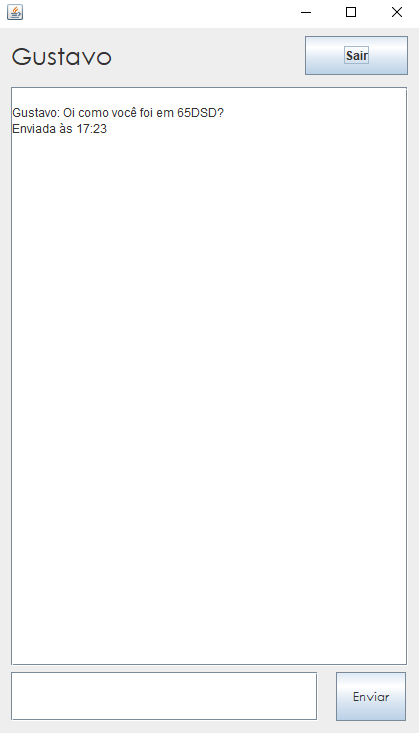 Gustavo
Sair
Gustavo: Oi como você foi em 65DSD?
Enviada às 17:23
Enviar